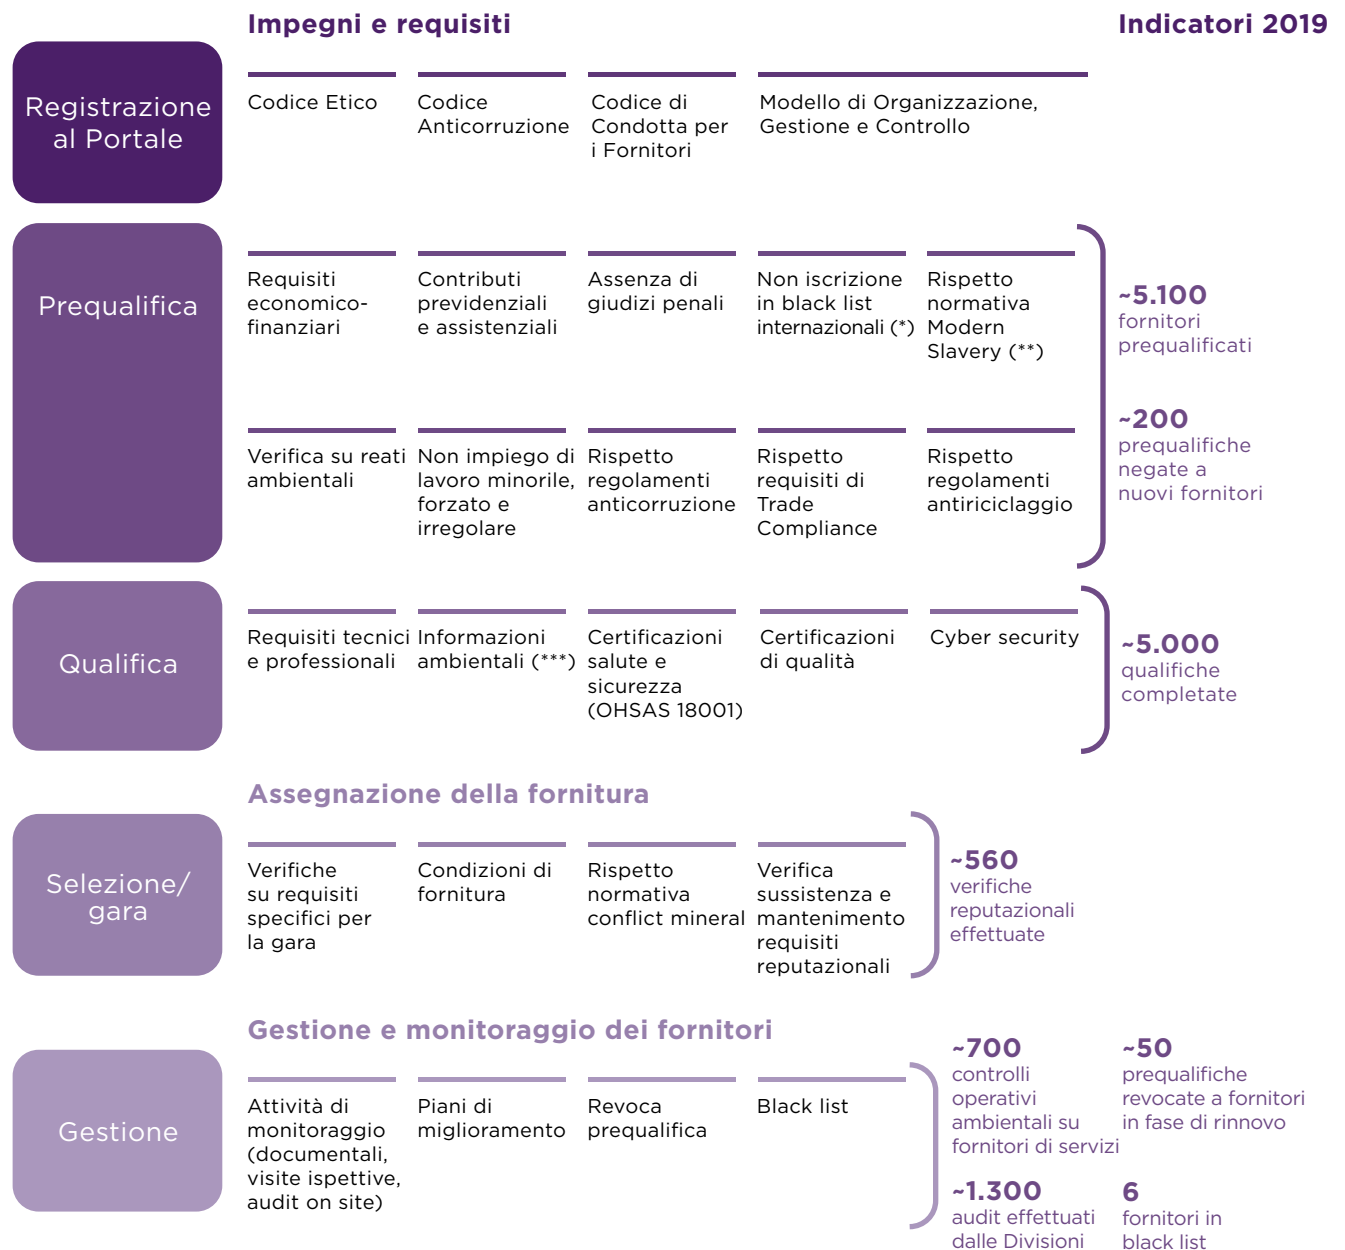 Impegni e requisiti
Indicatori 2019
Registrazione
al Portale
Codice Etico
Codice
Anticorruzione
Codice di
Condotta per
i Fornitori
Modello di Organizzazione,
Gestione e Controllo
Prequalifica
Requisiti
economico-
finanziari
Contributi
previdenziali
e assistenziali
Assenza di
giudizi penali
Non iscrizione
in black list
internazionali (*)
Rispetto
normativa
Modern
Slavery (**)
~5.100
fornitori
prequalificati
~200
prequalifiche
negate a
nuovi fornitori
Verifica su reati
ambientali
Non impiego di
lavoro minorile,
forzato e
irregolare
Rispetto
regolamenti
anticorruzione
Rispetto
requisiti di
Trade
Compliance
Rispetto
regolamenti
antiriciclaggio
Qualifica
Requisiti tecnici
e professionali
Informazioni
ambientali (***)
Certificazioni
salute e
sicurezza
(OHSAS 18001)
Certificazioni
di qualità
Cyber security
~5.000
qualifiche
completate
Assegnazione della fornitura
Selezione/
gara
Verifiche
su requisiti
specifici per
la gara
Condizioni di
fornitura
Rispetto
normativa
conflict mineral
Verifica
sussistenza e
mantenimento
requisiti
reputazionali
~560
verifiche
reputazionali
effettuate
Gestione e monitoraggio dei fornitori
Gestione
Attività di
monitoraggio
(documentali,
visite ispettive,
audit on site)
Piani di
miglioramento
Revoca
prequalifica
Black list
~700
controlli
operativi
ambientali su
fornitori di servizi
~50
prequalifiche
revocate a fornitori
in fase di rinnovo
~1.300
audit effettuati
dalle Divisioni
6
fornitori in
black list